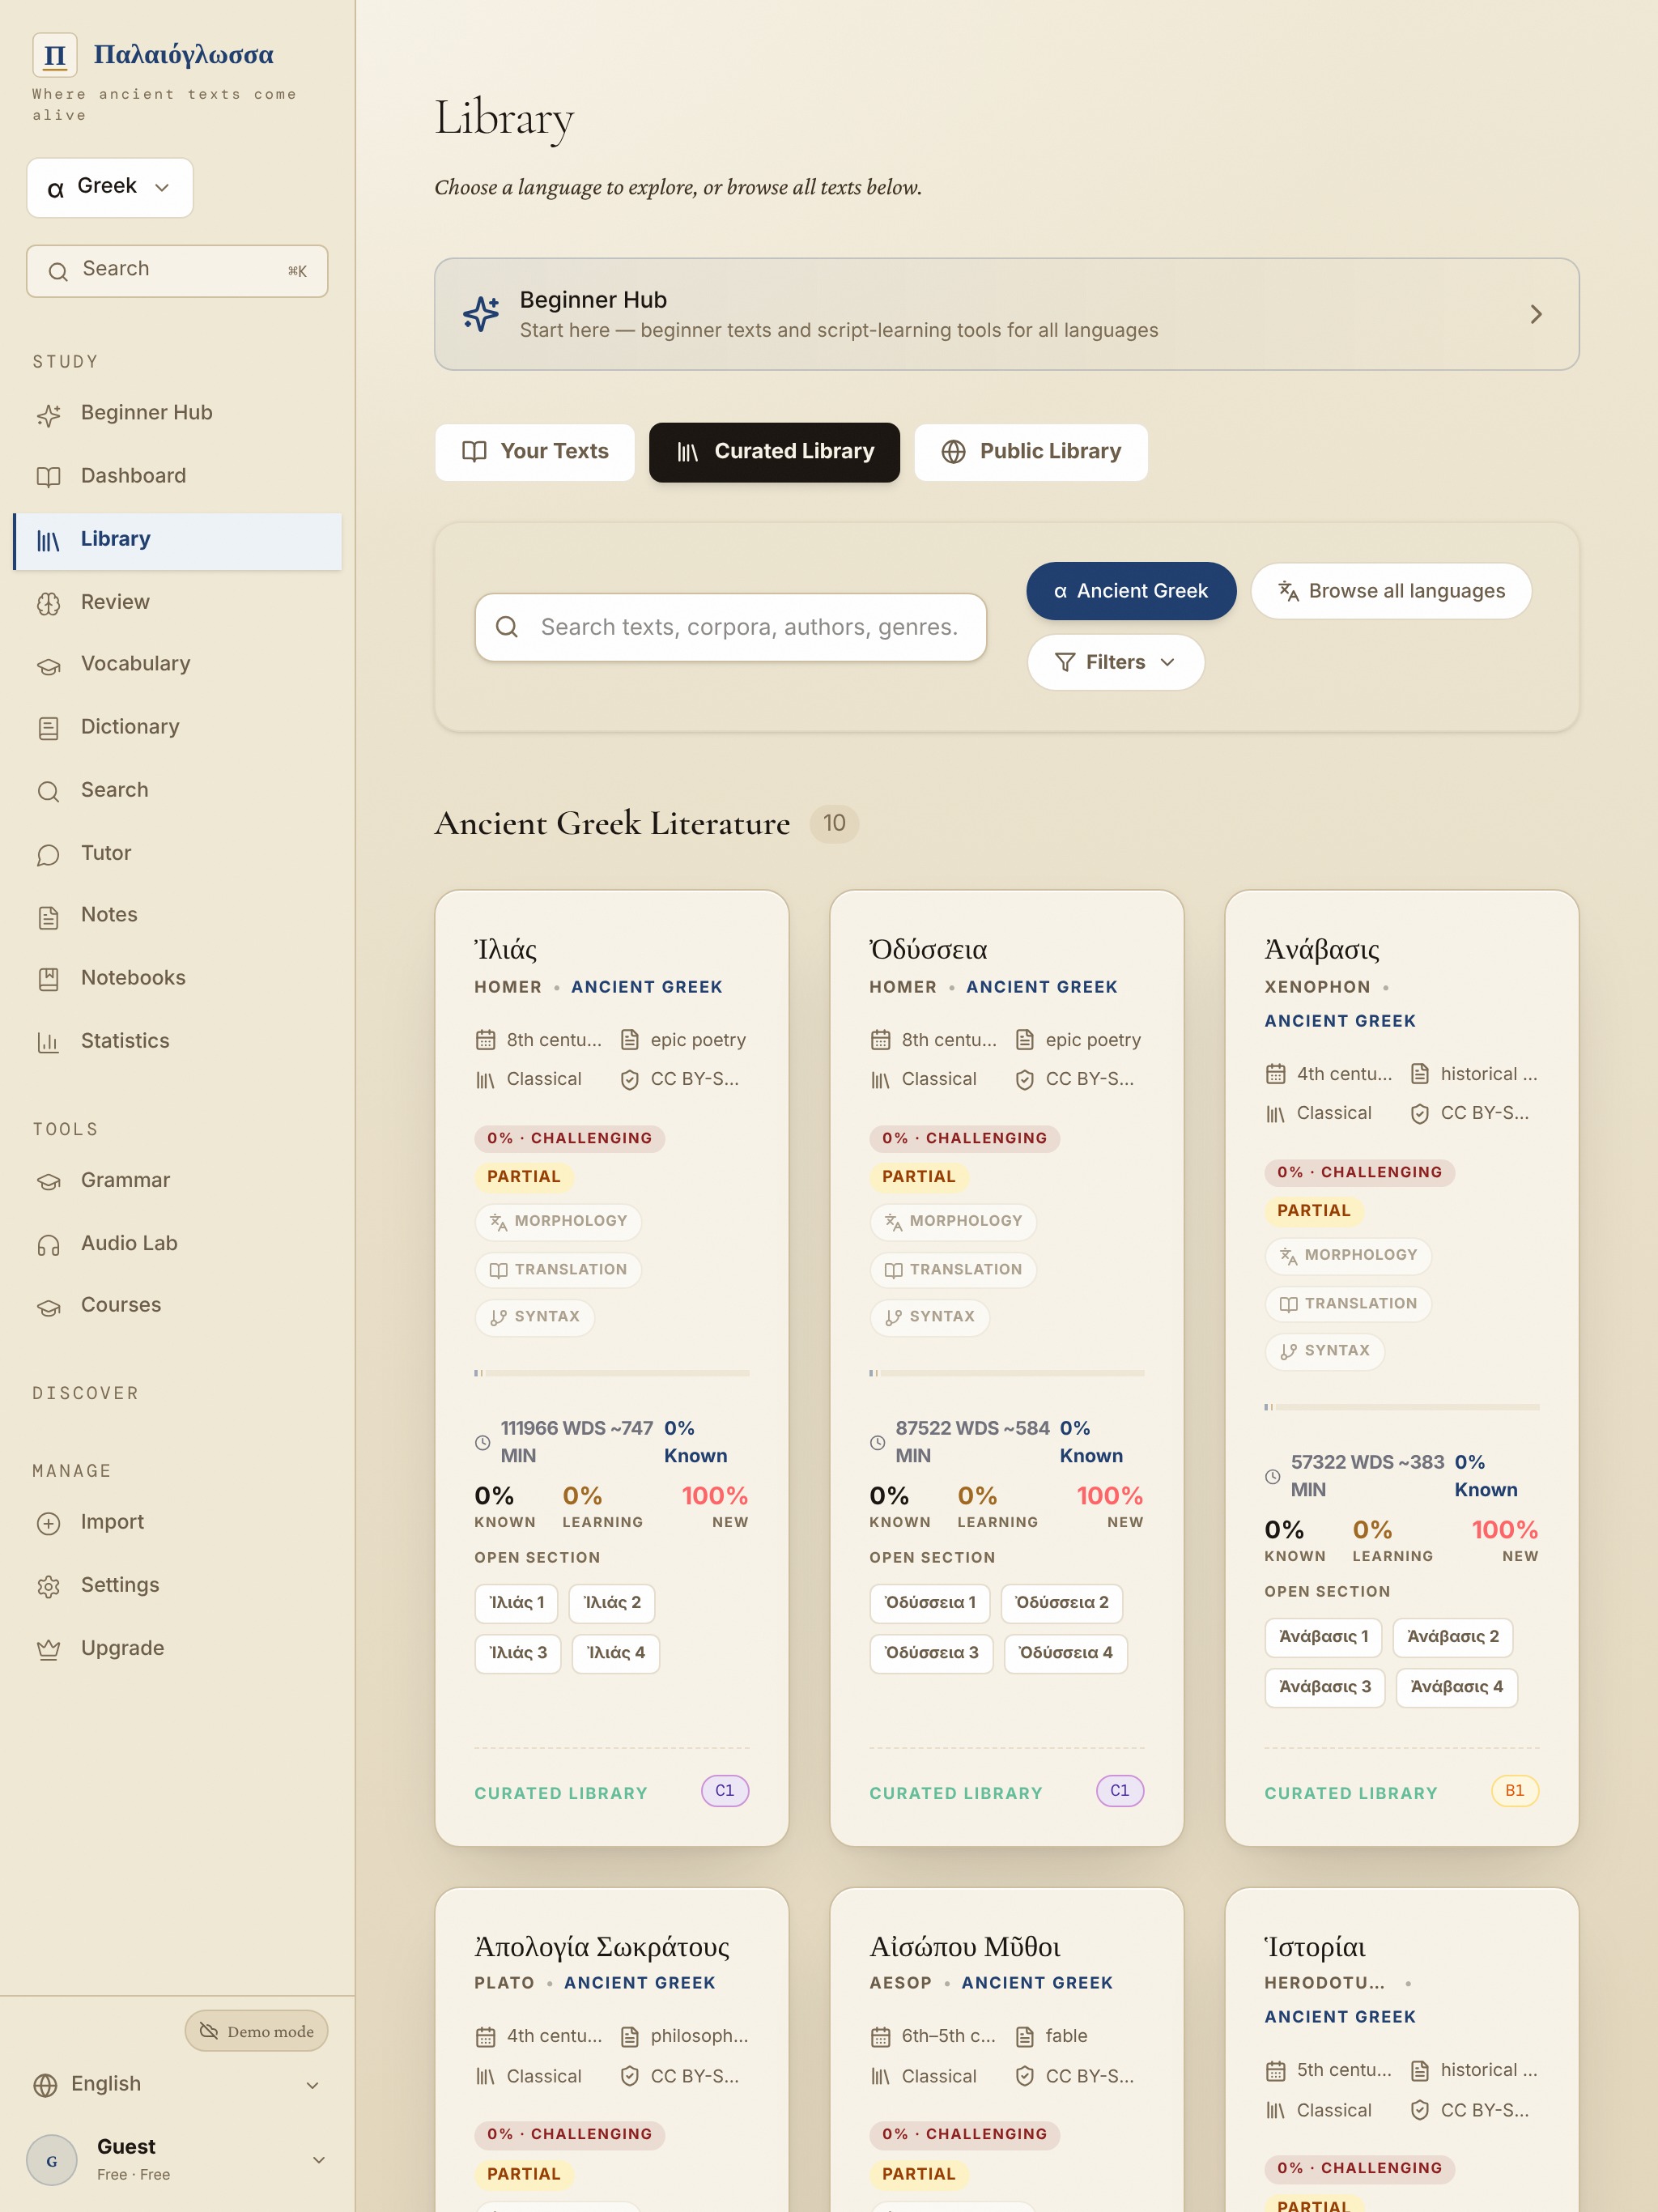 Π Παλαιόγλωσσα
Where ancient texts come
alive
α Greek
Search ⌘K
STUDY
Beginner Hub
Dashboard
Library
Review
Vocabulary
Dictionary
Search
Tutor
Notes
Notebooks
Statistics
TOOLS
Grammar
Audio Lab
Courses
DISCOVER
MANAGE
Import
Settings
Upgrade
Demo mode
English
G Guest
Free · Free
Library
Choose a language to explore, or browse all texts below.
Beginner Hub
Start here — beginner texts and script-learning tools for all languages
Your Texts Curated Library Public Library
Search texts, corpora, authors, genres.
α Ancient Greek Browse all languages
Filters
Ancient Greek Literature 10
Ἰλιάς
HOMER • ANCIENT GREEK
8th centu... epic poetry
Classical CC BY-S...
0% · CHALLENGING
PARTIAL
MORPHOLOGY
TRANSLATION
SYNTAX
111966 WDS ~747 0%
MIN Known
0% 0% 100%
KNOWN LEARNING NEW
OPEN SECTION
Ἰλιάς 1 Ἰλιάς 2
Ἰλιάς 3 Ἰλιάς 4
CURATED LIBRARY C1
Ὀδύσσεια
HOMER • ANCIENT GREEK
8th centu... epic poetry
Classical CC BY-S...
0% · CHALLENGING
PARTIAL
MORPHOLOGY
TRANSLATION
SYNTAX
87522 WDS ~584 0%
MIN Known
0% 0% 100%
KNOWN LEARNING NEW
OPEN SECTION
Ὀδύσσεια 1 Ὀδύσσεια 2
Ὀδύσσεια 3 Ὀδύσσεια 4
CURATED LIBRARY C1
Ἀνάβασις
XENOPHON •
ANCIENT GREEK
4th centu... historical ...
Classical CC BY-S...
0% · CHALLENGING
PARTIAL
MORPHOLOGY
TRANSLATION
SYNTAX
57322 WDS ~383 0%
MIN Known
0% 0% 100%
KNOWN LEARNING NEW
OPEN SECTION
Ἀνάβασις 1 Ἀνάβασις 2
Ἀνάβασις 3 Ἀνάβασις 4
CURATED LIBRARY B1
Ἀπολογία Σωκράτους
PLATO • ANCIENT GREEK
4th centu... philosoph...
Classical CC BY-S...
0% · CHALLENGING
PARTIAL
Αἰσώπου Μῦθοι
AESOP • ANCIENT GREEK
6th–5th c... fable
Classical CC BY-S...
0% · CHALLENGING
PARTIAL
Ἱστορίαι
HERODOTU... •
ANCIENT GREEK
5th centu... historical ...
Classical CC BY-S...
0% · CHALLENGING
PARTIAL